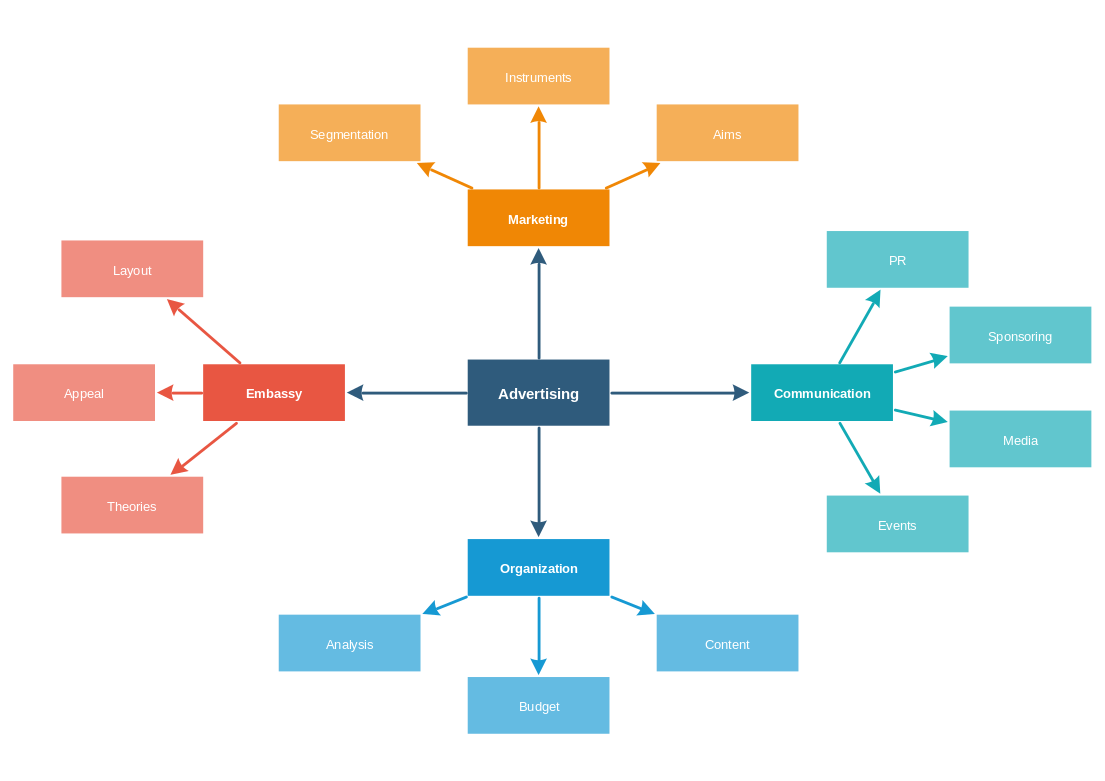 Instruments
Segmentation
Aims
Marketing
PR
Layout
Sponsoring
Appeal
Embassy
Advertising
Communication
Media
Theories
Events
Organization
Analysis
Content
Budget